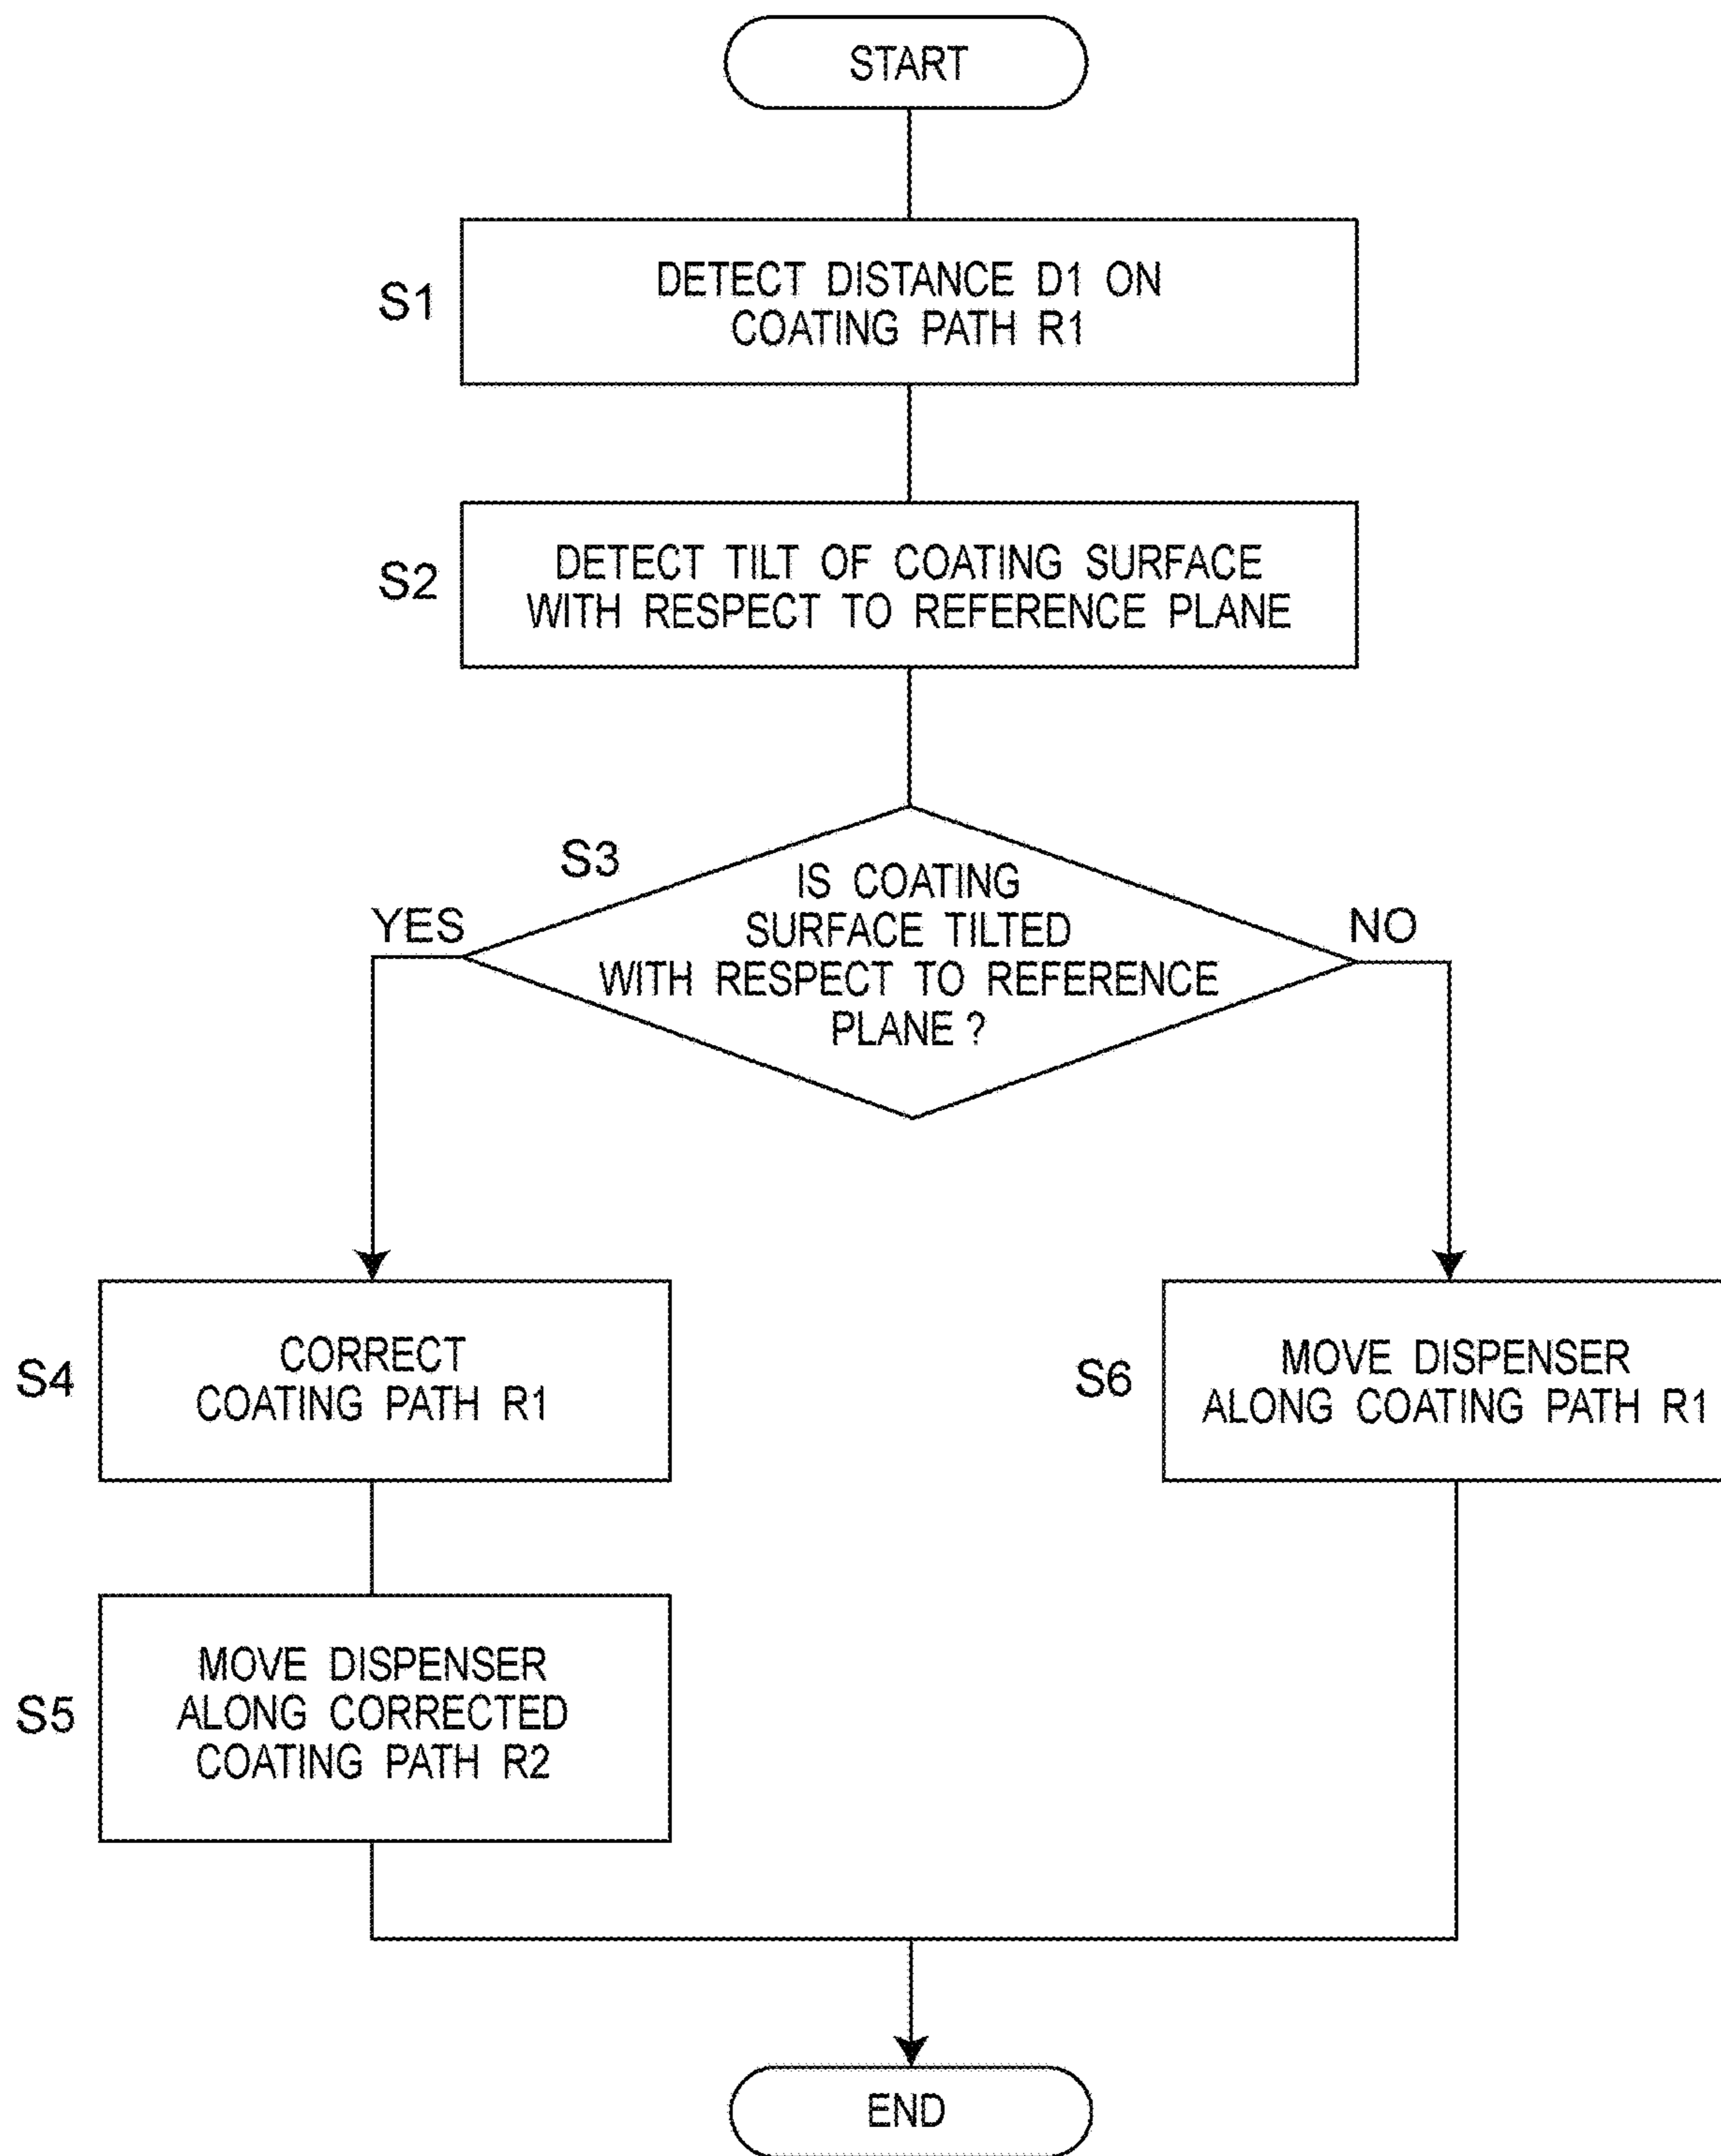 START
S1
DETECT DISTANCE D1 ON
COATING PATH R1
S2
DETECT TILT OF COATING SURFACE
WITH RESPECT TO REFERENCE PLANE
S3
IS COATING
SURFACE TILTED
WITH RESPECT TO REFERENCE
PLANE ?
YES
NO
S4
CORRECT
COATING PATH R1
S6
MOVE DISPENSER
ALONG COATING PATH R1
S5
MOVE DISPENSER
ALONG CORRECTED
COATING PATH R2
END